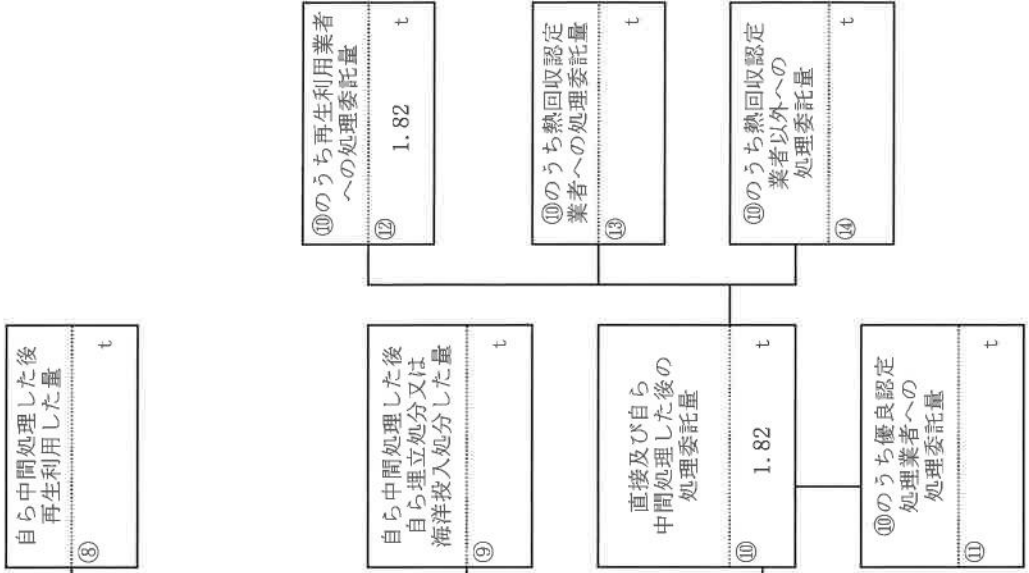 自ら中間処理した後
再生利用した量
⑧ t
自ら中間処理した後
自ら埋立処分又は
海洋投入処分した量
⑨ t
直接及び自ら
中間処理した後の
処理委託量
⑩ 1.82 t
⑩のうち優良認定
処理業者への
処理委託量
⑪ t
⑩のうち再生利用業者
への処理委託量
⑫ 1.82 t
⑩のうち熱回収認定
業者への処理委託量
⑬ t
⑩のうち熱回収認定
業者以外への
処理委託量
⑭ t